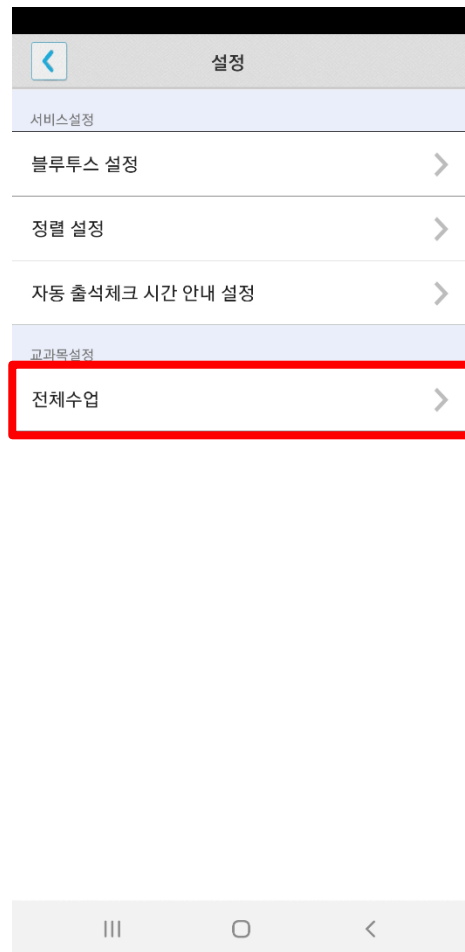 설정
서비스설정
블루투스 설정
정렬 설정
자동 출석체크 시간 안내 설정
교과목설정
전체수업